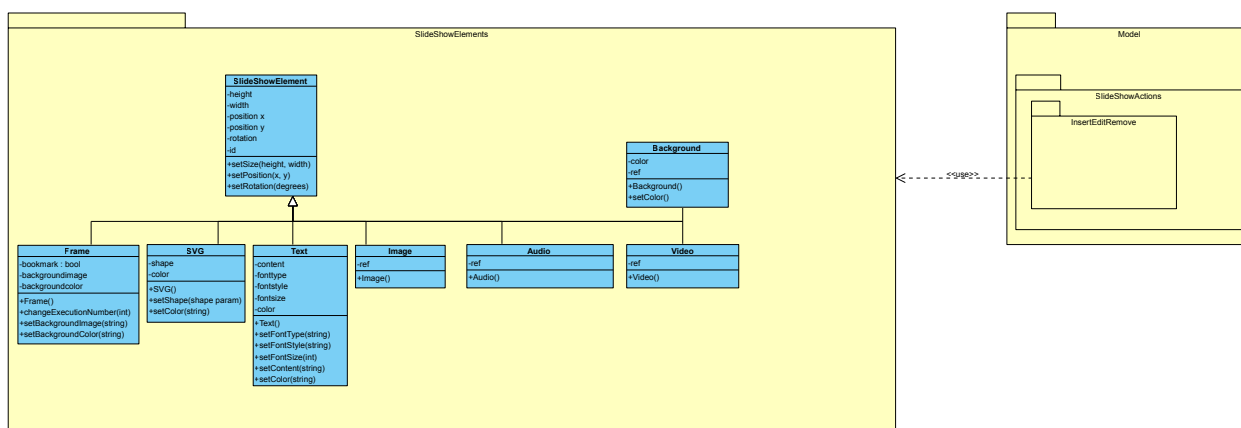 SlideShowElements
SlideShowElement
-height
-width
-position x
-position y
-rotation
-id
+setSize(height, width)
+setPosition(x, y)
+setRotation(degrees)
Background
-color
-ref
+Background()
+setColor()
Frame
-bookmark : bool
-backgroundimage
-backgroundcolor
+Frame()
+changeExecutionNumber(int)
+setBackgroundImage(string)
+setBackgroundColor(string)
SVG
-shape
-color
+SVG()
+setShape(shape param)
+setColor(string)
Text
-content
-fonttype
-fontstyle
-fontsize
-color
+Text()
+setFontType(string)
+setFontStyle(string)
+setFontSize(int)
+setContent(string)
+setColor(string)
Image
-ref
+Image()
Audio
-ref
+Audio()
Video
-ref
+Video()
<<use>>
Model
SlideShowActions
InsertEditRemove